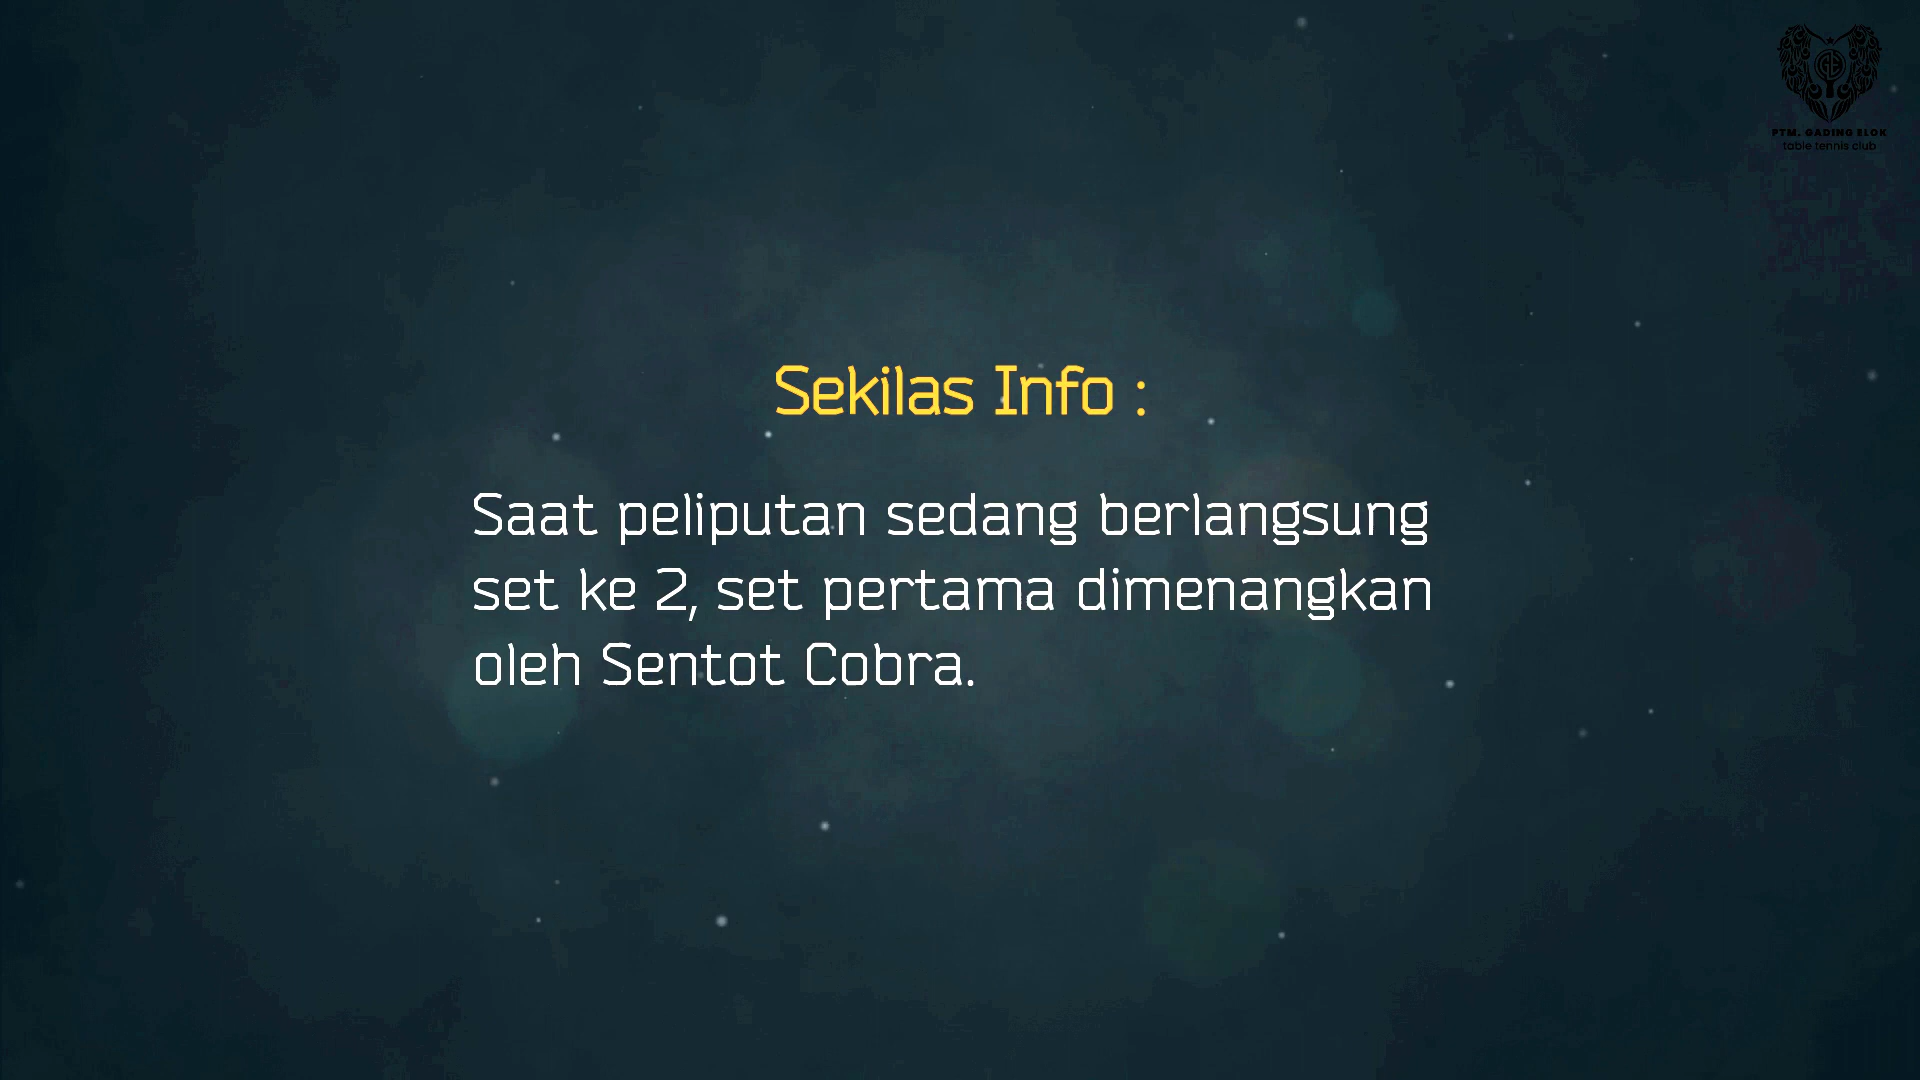 GE
PTM. GADING ELOK
table tennis club
Sekilas Info :
Saat peliputan sedang berlangsung
set ke 2, set pertama dimenangkan
oleh Sentot Cobra.